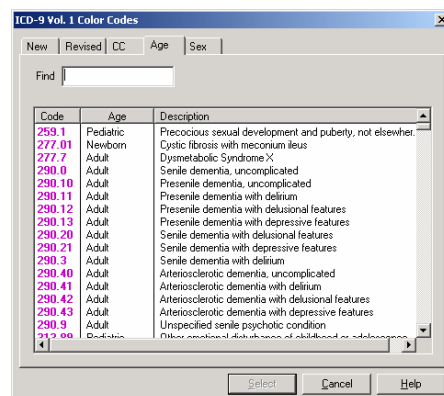 ICD-9 Vol. 1 Color Codes
New Revised CC Age Sex
Find
Code Age Description
259.1 Pediatric Precocious sexual development and puberty, not elsewher.
277.01 Newborn Cystic fibrosis with meconium ileus
277.7 Adult Dysmetabolic Syndrome X
290.0 Adult Senile dementia, uncomplicated
290.10 Adult Presenile dementia, uncomplicated
290.11 Adult Presenile dementia with delirium
290.12 Adult Presenile dementia with delusional features
290.13 Adult Presenile dementia with depressive features
290.20 Adult Senile dementia with delusional features
290.21 Adult Senile dementia with depressive features
290.3 Adult Senile dementia with delirium
290.40 Adult Arteriosclerotic dementia, uncomplicated
290.41 Adult Arteriosclerotic dementia with delirium
290.42 Adult Arteriosclerotic dementia with delusional features
290.43 Adult Arteriosclerotic dementia with depressive features
290.9 Adult Unspecified senile psychotic condition
Pediatric Other emotional disturbance of childhood or adolescence
Select Cancel Help